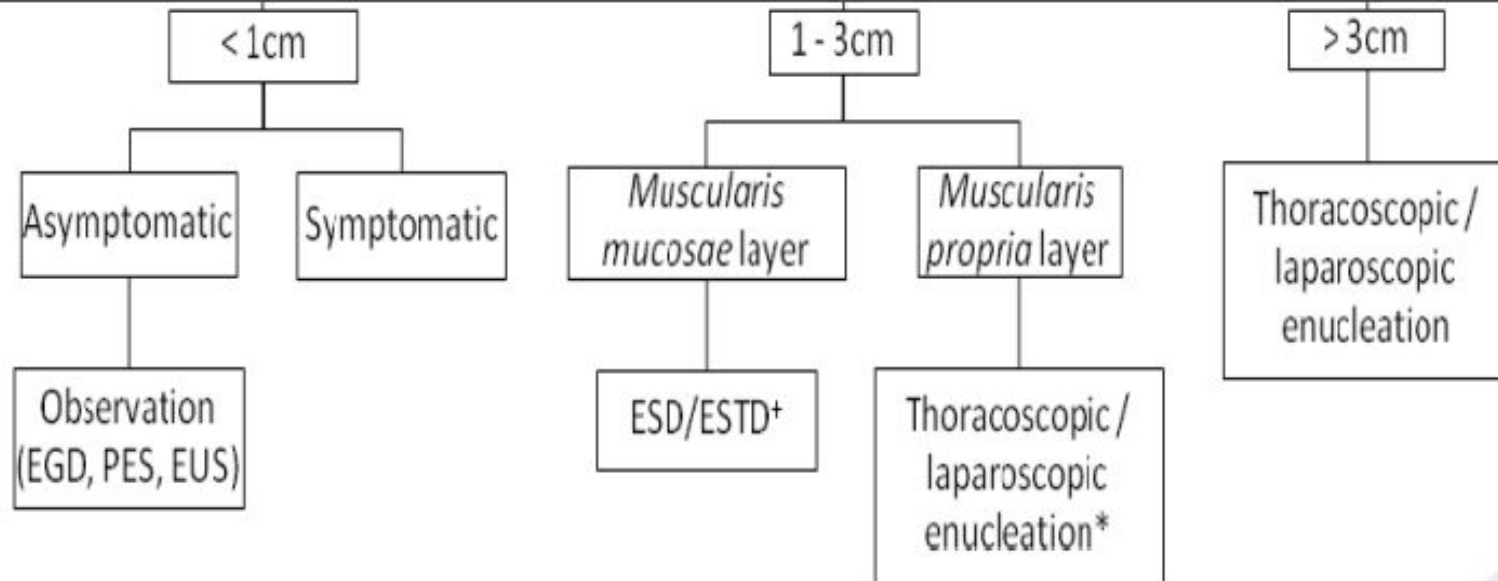 < 1cm
1 - 3cm
> 3cm
Asymptomatic
Symptomatic
Muscularis
mucosae layer
Muscularis
propria layer
Thoracoscopic /
laparoscopic
enucleation
Observation
(EGD, PES, EUS)
ESD/ESTD⁺
Thoracoscopic /
laparoscopic
enucleation*